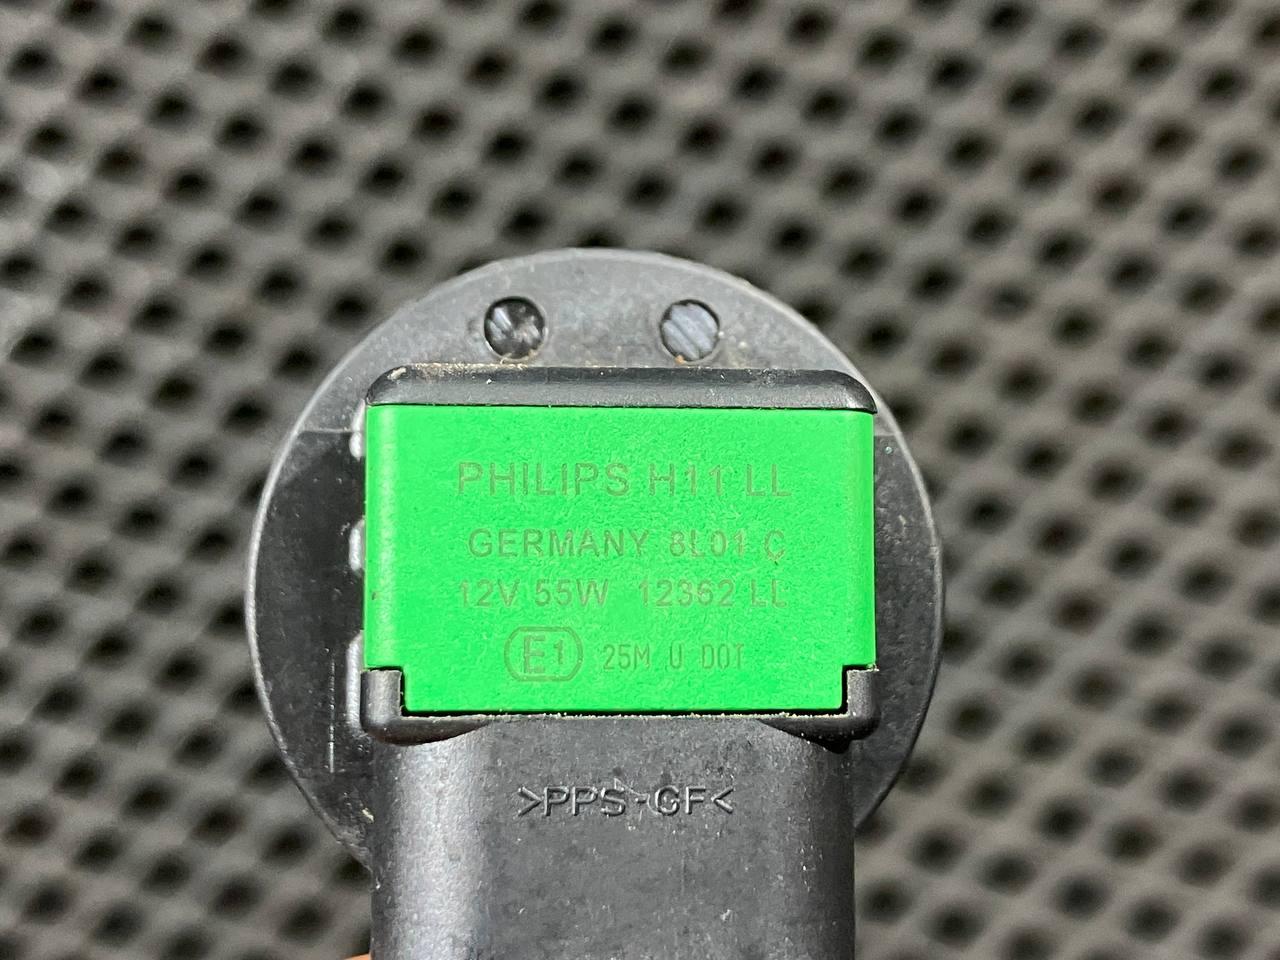 PHILIPS H11 LL
GERMANY 8L01 Ç
12V 55W 12362 LL
E1 25M U DOT
>PPS-GF<